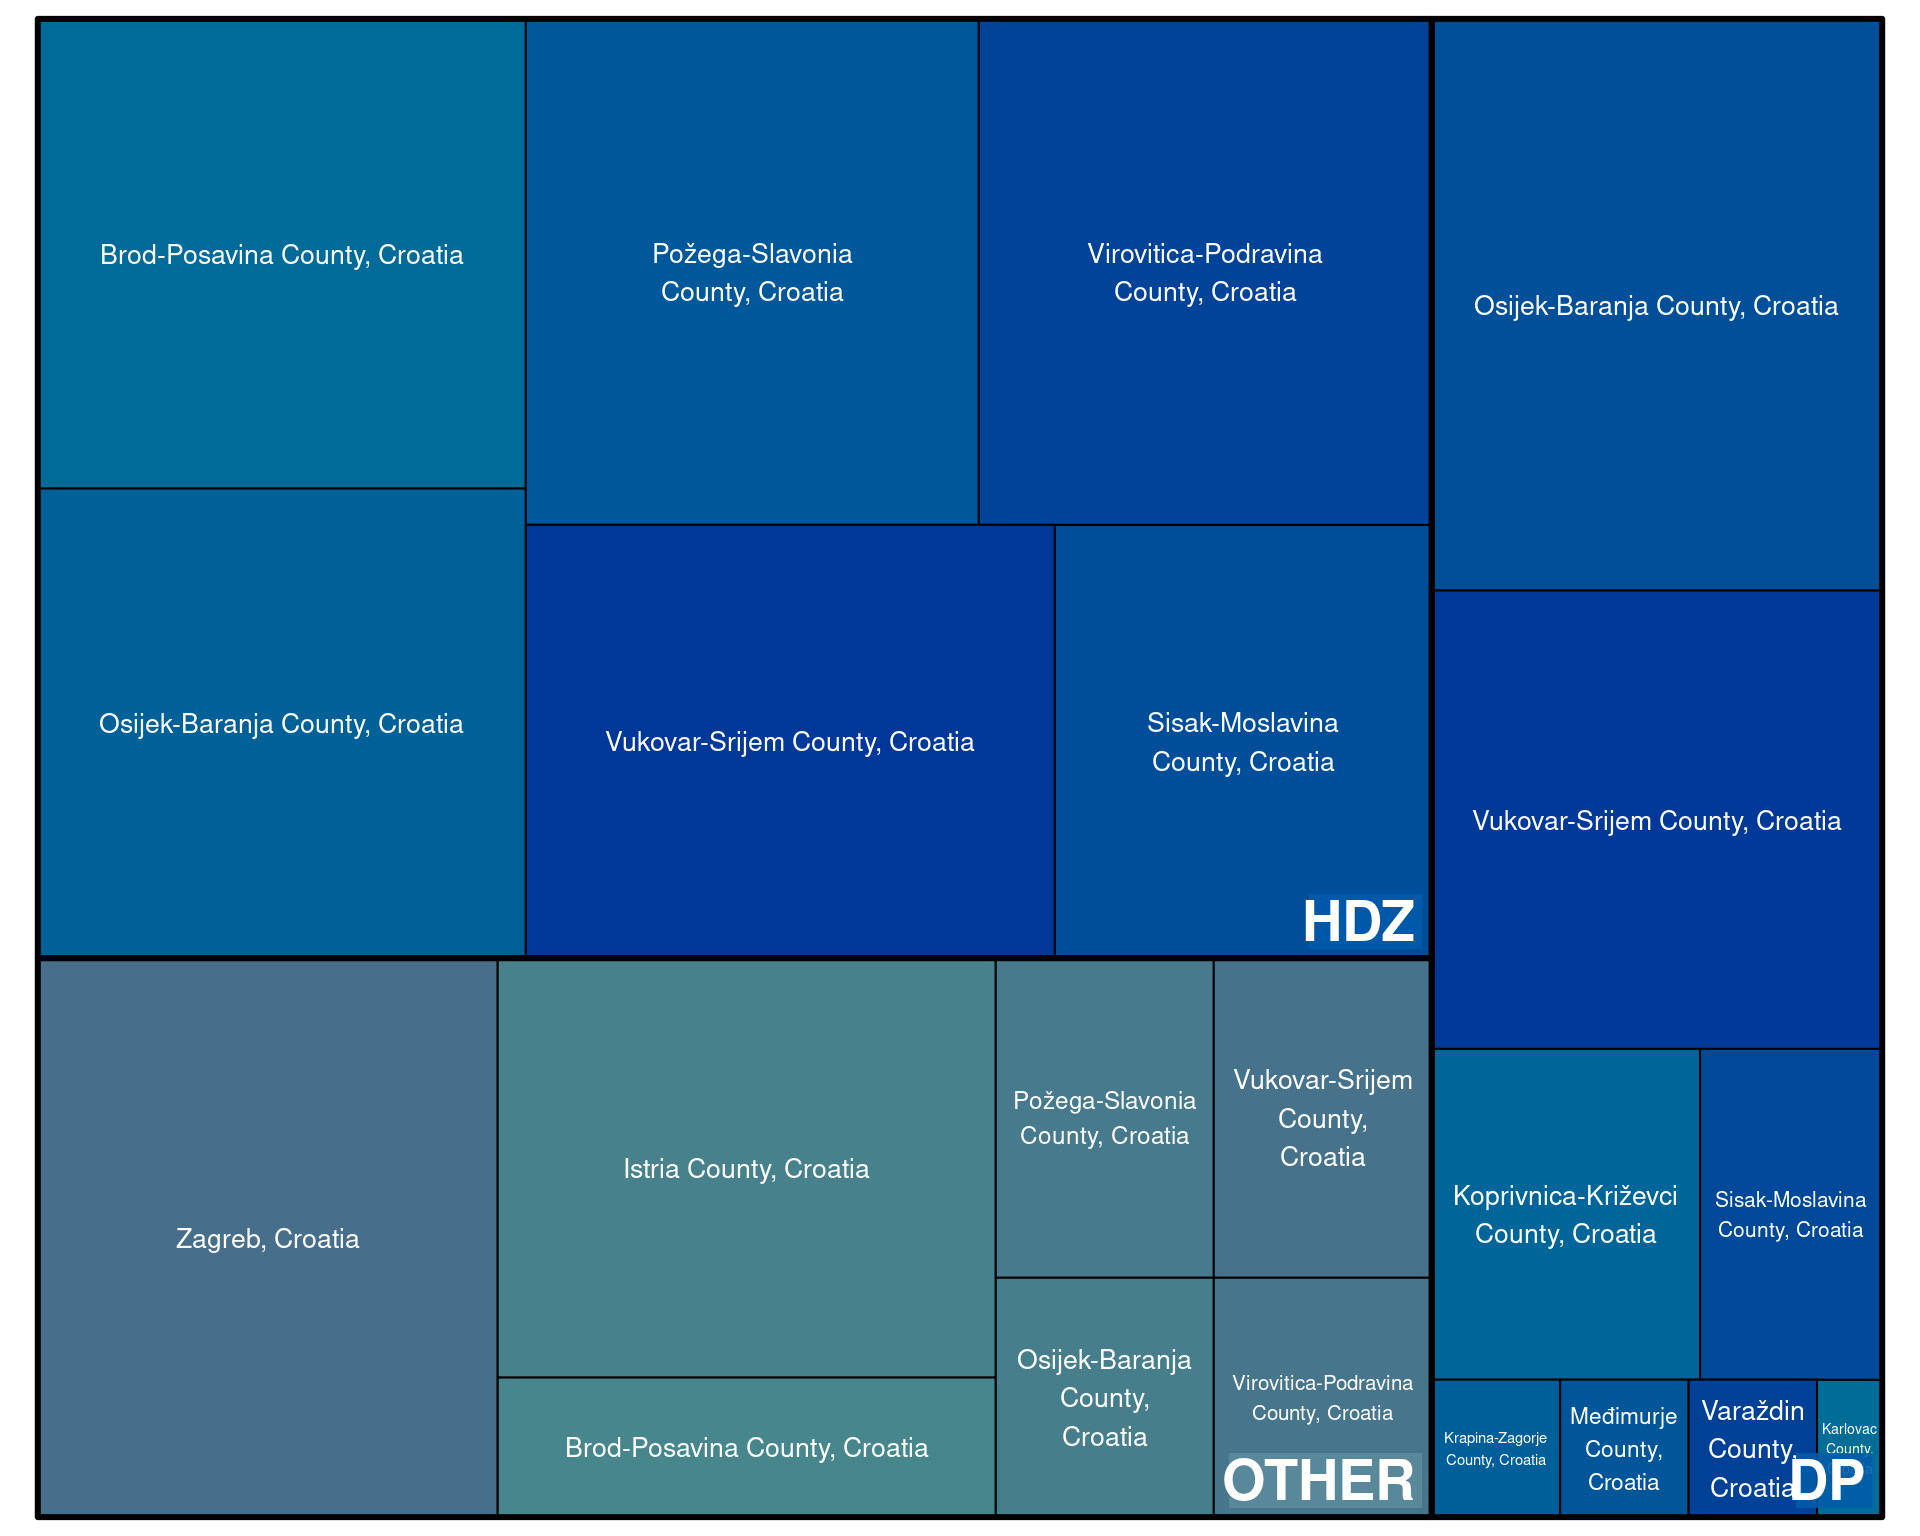 Brod-Posavina County, Croatia
Požega-Slavonia
County, Croatia
Virovitica-Podravina
County, Croatia
Osijek-Baranja County, Croatia
Osijek-Baranja County, Croatia
Vukovar-Srijem County, Croatia
Sisak-Moslavina
County, Croatia
HDZ
Vukovar-Srijem County, Croatia
Zagreb, Croatia
Istria County, Croatia
Brod-Posavina County, Croatia
Požega-Slavonia
County, Croatia
Vukovar-Srijem
County,
Croatia
Osijek-Baranja
County,
Croatia
Virovitica-Podravina
County, Croatia
OTHER
Koprivnica-Križevci
County, Croatia
Sisak-Moslavina
County, Croatia
Krapina-Zagorje
County, Croatia
Međimurje
County,
Croatia
Varaždin
County,
Croatia
Karlovac
County,
DP